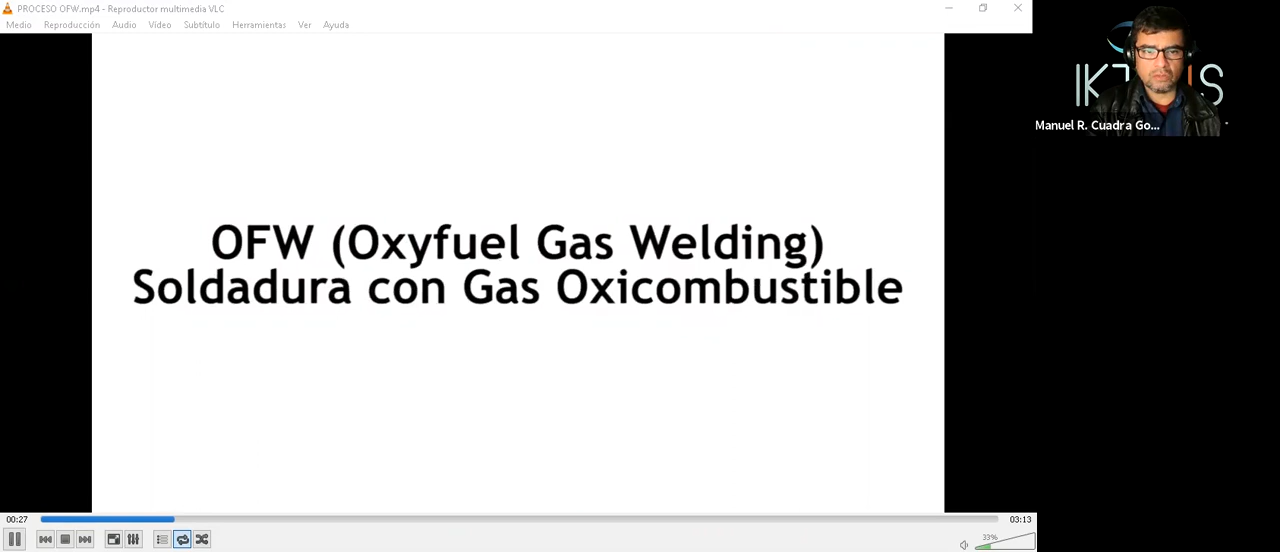 PROCESO OFW.mp4 - Reproductor multimedia VLC
Medio Reproducción Audio Vídeo Subtítulo Herramientas Ver Ayuda
OFW (Oxyfuel Gas Welding)
Soldadura con Gas Oxicombustible
Manuel R. Cuadra Go...
00:27
03:13
33%